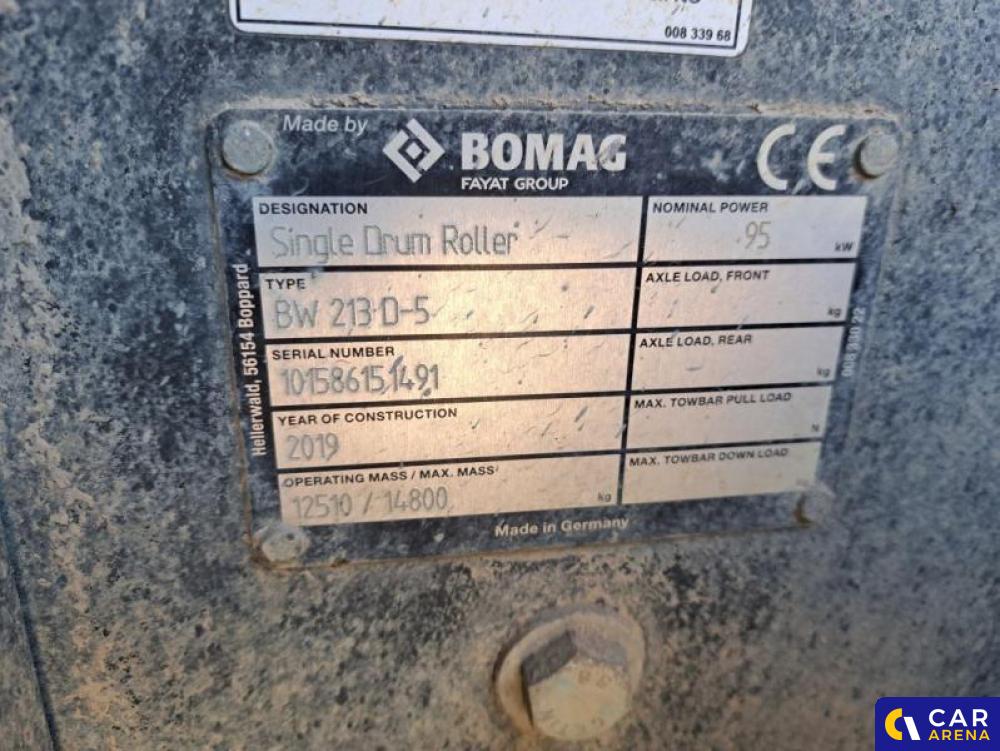 008 339 68
Made by BOMAG
FAYAT GROUP
CE
DESIGNATION
Single Drum Roller
NOMINAL POWER
95 kW
TYPE
BW 213 D-5
AXLE LOAD, FRONT
kg
SERIAL NUMBER
101586151491
AXLE LOAD, REAR
kg
YEAR OF CONSTRUCTION
2019
MAX. TOWBAR PULL LOAD
N
OPERATING MASS / MAX. MASS
12510 / 14800 kg
MAX. TOWBAR DOWN LOAD
Made in Germany
Hellerwald, 56154 Boppard
CAR
ARENA